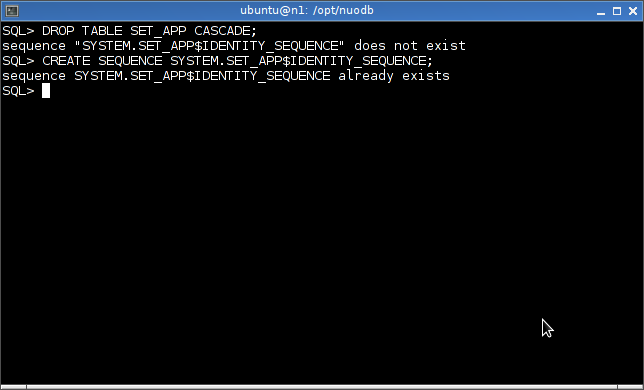 ubuntu@n1: /opt/nuodb
SQL> DROP TABLE SET_APP CASCADE;
sequence "SYSTEM.SET_APP$IDENTITY_SEQUENCE" does not exist
SQL> CREATE SEQUENCE SYSTEM.SET_APP$IDENTITY_SEQUENCE;
sequence SYSTEM.SET_APP$IDENTITY_SEQUENCE already exists
SQL>